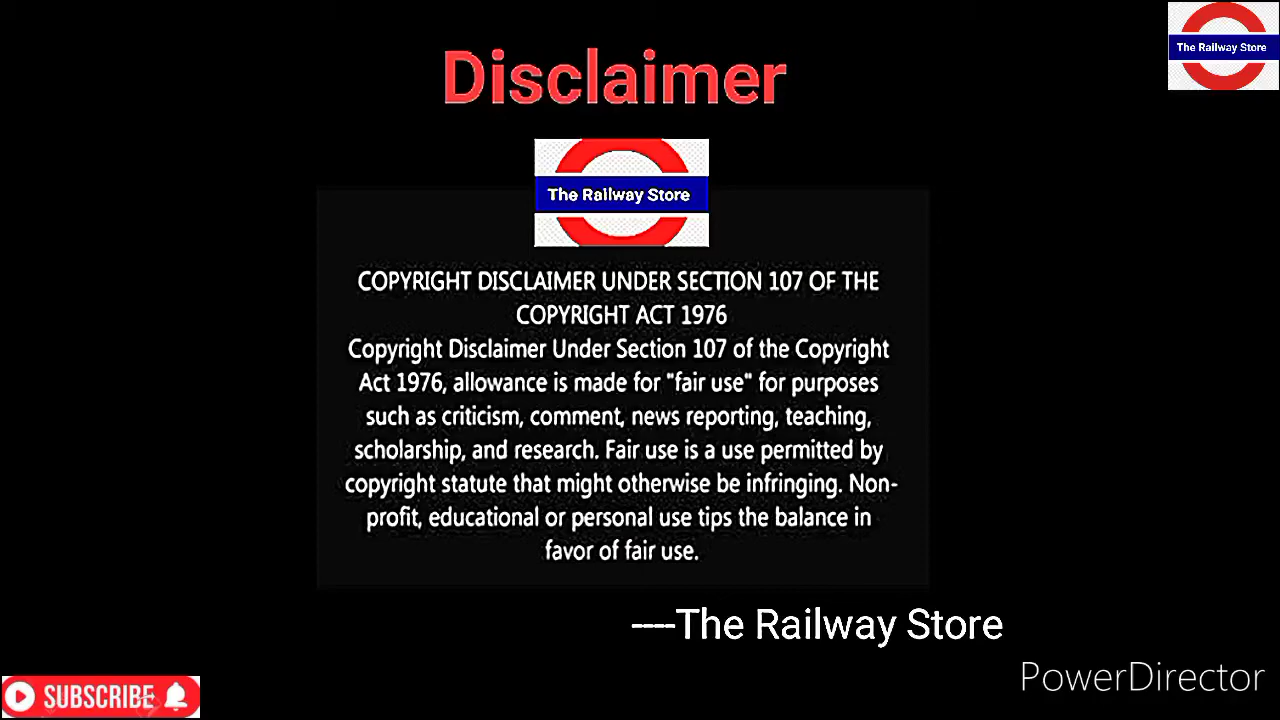 The Railway Store
Disclaimer
The Railway Store
COPYRIGHT DISCLAIMER UNDER SECTION 107 OF THE
COPYRIGHT ACT 1976
Copyright Disclaimer Under Section 107 of the Copyright
Act 1976, allowance is made for "fair use" for purposes
such as criticism, comment, news reporting, teaching,
scholarship, and research. Fair use is a use permitted by
copyright statute that might otherwise be infringing. Non-
profit, educational or personal use tips the balance in
favor of fair use.
----The Railway Store
PowerDirector
SUBSCRIBE